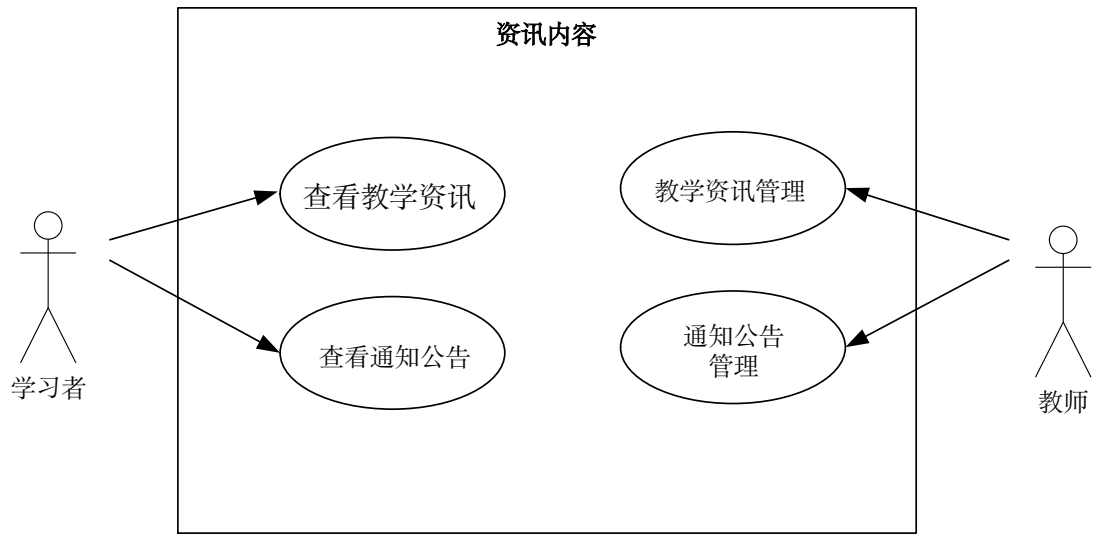 资讯内容
查看教学资讯
教学资讯管理
查看通知公告
通知公告
管理
学习者
教师